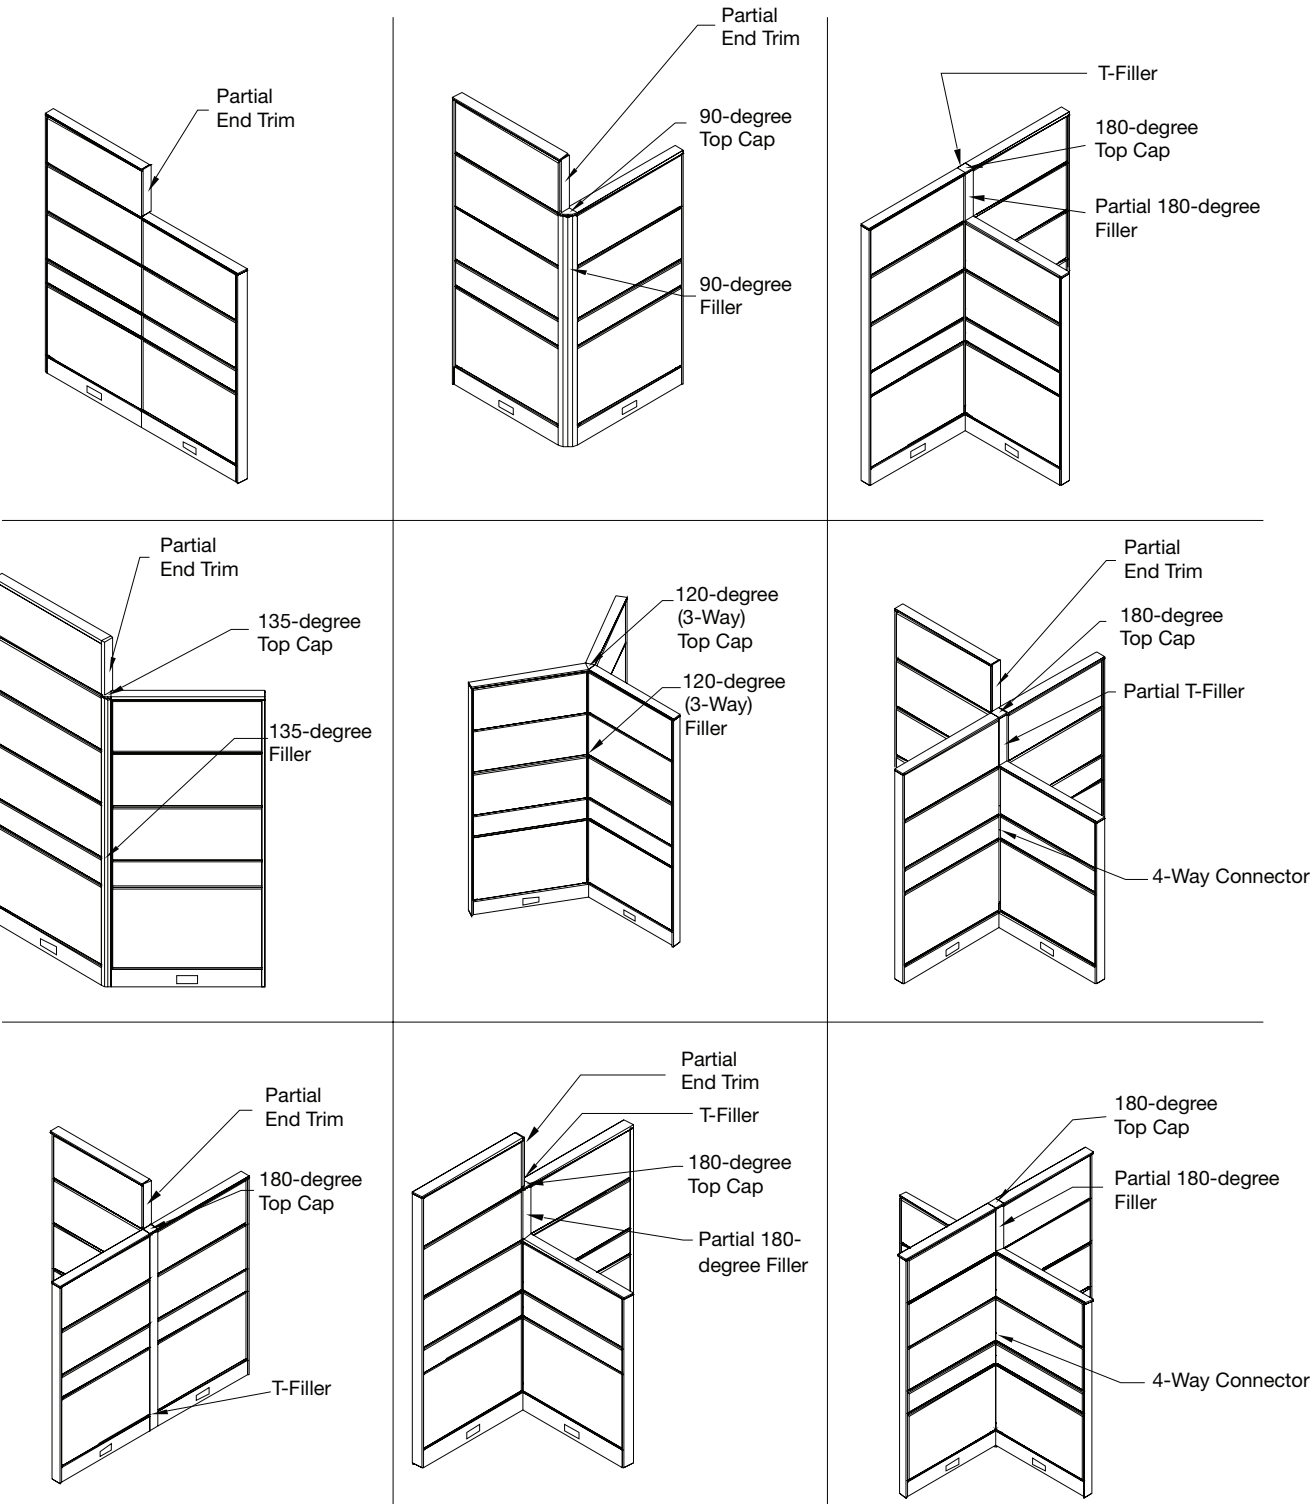 Partial
End Trim
Partial
End Trim
90-degree
Top Cap
90-degree
Filler
T-Filler
180-degree
Top Cap
Partial 180-degree
Filler
Partial
End Trim
135-degree
Top Cap
135-degree
Filler
120-degree
(3-Way)
Top Cap
120-degree
(3-Way)
Filler
Partial
End Trim
180-degree
Top Cap
Partial T-Filler
4-Way Connector
Partial
End Trim
180-degree
Top Cap
T-Filler
Partial
End Trim
T-Filler
180-degree
Top Cap
Partial 180-
degree Filler
180-degree
Top Cap
Partial 180-degree
Filler
4-Way Connector